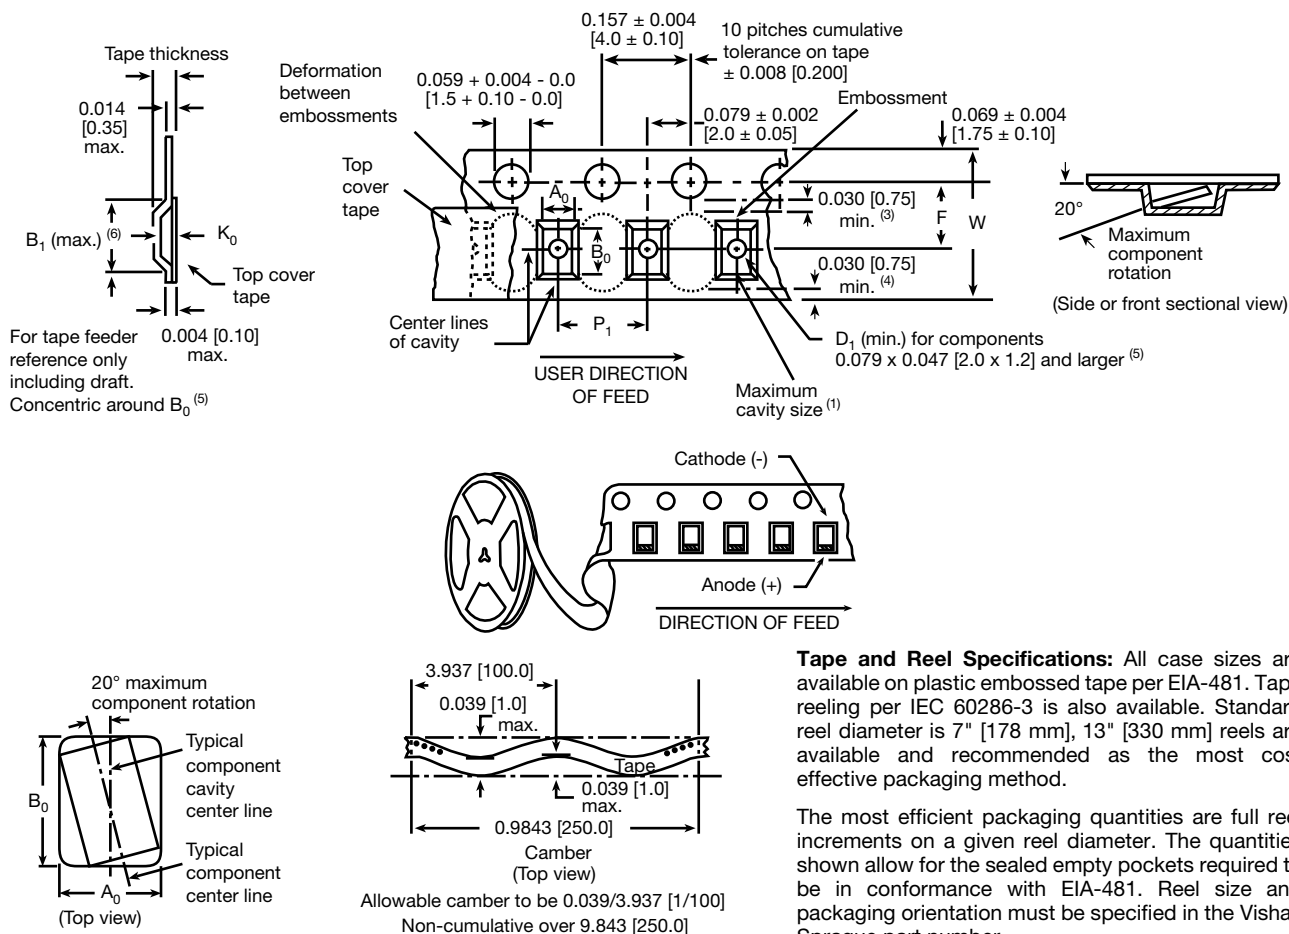 Tape thickness
0.014
[0.35]
max.
B1 (max.) (6)
K0
Top cover
tape
For tape feeder
reference only
including draft.
Concentric around B0 (5)
0.004 [0.10]
max.
Deformation
between
embossments
Top
cover
tape
0.059 + 0.004 - 0.0
[1.5 + 0.10 - 0.0]
0.157 ± 0.004
[4.0 ± 0.10]
10 pitches cumulative
tolerance on tape
± 0.008 [0.200]
0.079 ± 0.002
[2.0 ± 0.05]
Embossment
0.069 ± 0.004
[1.75 ± 0.10]
A0
B0
0.030 [0.75]
min. (3)
F
W
0.030 [0.75]
min. (4)
Center lines
of cavity
P1
USER DIRECTION
OF FEED
Maximum
cavity size (1)
D1 (min.) for components
0.079 x 0.047 [2.0 x 1.2] and larger (5)
20°
Maximum
component
rotation
(Side or front sectional view)
Cathode (-)
Anode (+)
DIRECTION OF FEED
20° maximum
component rotation
Typical
component
cavity
center line
B0
Typical
component
center line
A0
(Top view)
3.937 [100.0]
0.039 [1.0]
max.
Tape
0.039 [1.0]
max.
0.9843 [250.0]
Camber
(Top view)
Allowable camber to be 0.039/3.937 [1/100]
Non-cumulative over 9.843 [250.0]
Tape and Reel Specifications: All case sizes ar
available on plastic embossed tape per EIA-481. Tap
reeling per IEC 60286-3 is also available. Standar
reel diameter is 7" [178 mm], 13" [330 mm] reels ar
available and recommended as the most cos
effective packaging method.
The most efficient packaging quantities are full ree
increments on a given reel diameter. The quantitie
shown allow for the sealed empty pockets required t
be in conformance with EIA-481. Reel size an
packaging orientation must be specified in the Visha